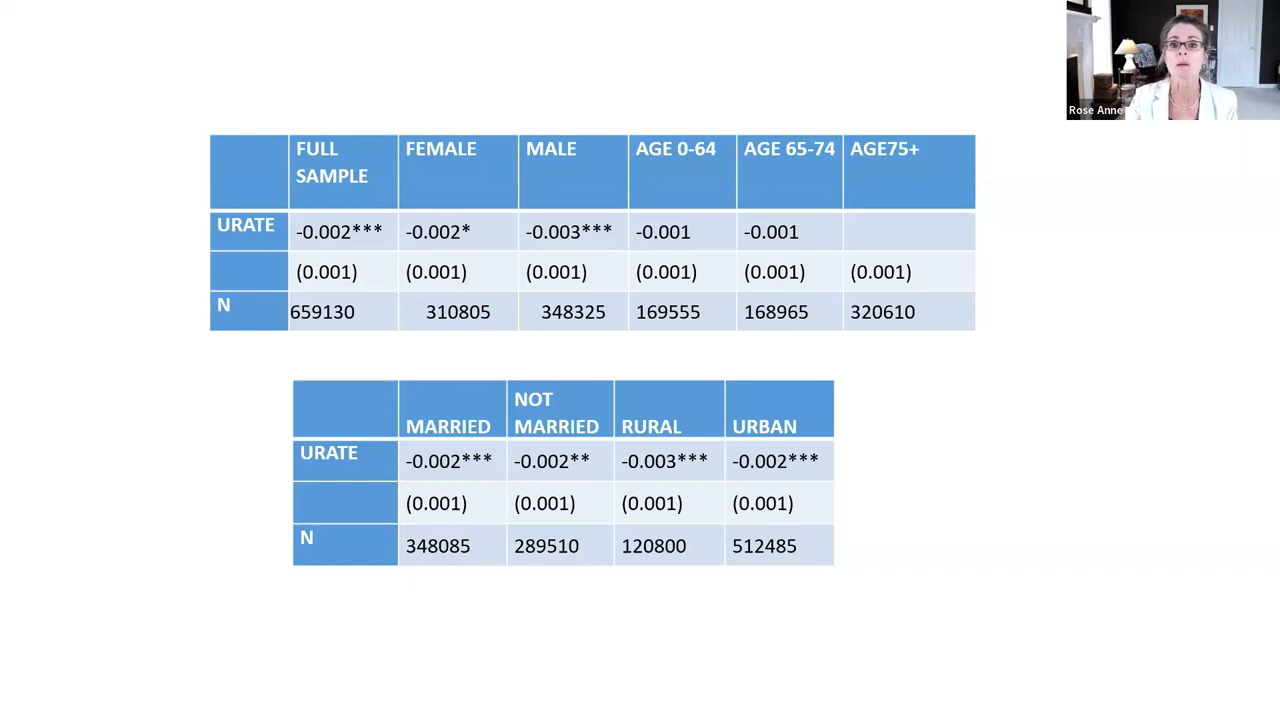 Rose Anne
FULL SAMPLE FEMALE MALE AGE 0-64 AGE 65-74 AGE75+
URATE -0.002*** -0.002* -0.003*** -0.001 -0.001
(0.001) (0.001) (0.001) (0.001) (0.001) (0.001)
N 659130 310805 348325 169555 168965 320610
MARRIED NOT MARRIED RURAL URBAN
URATE -0.002*** -0.002** -0.003*** -0.002***
(0.001) (0.001) (0.001) (0.001)
N 348085 289510 120800 512485